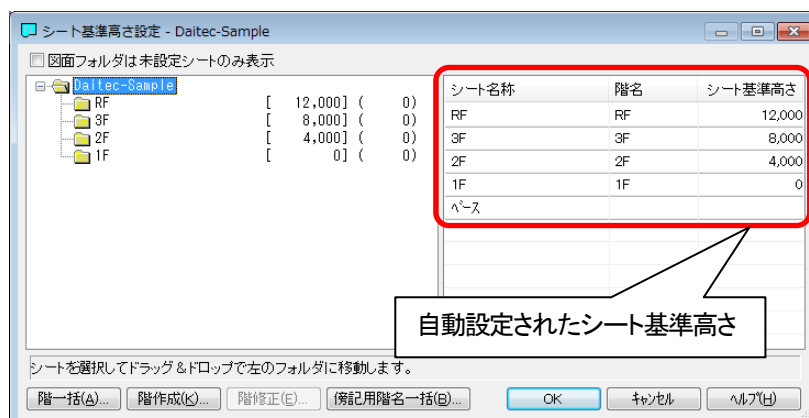 シート基準高さ設定 - Daitec-Sample
図面フォルダは未設定シートのみ表示
Daitec-Sample
RF [ 12,000] ( 0)
3F [ 8,000] ( 0)
2F [ 4,000] ( 0)
1F [ 0] ( 0)
シート名称 階名 シート基準高さ
RF RF 12,000
3F 3F 8,000
2F 2F 4,000
1F 1F 0
ﾍﾞｰｽ
自動設定されたシート基準高さ
シートを選択してドラッグ&ドロップで左のフォルダに移動します。
階一括(A)... 階作成(K)... 階修正(E)... 傍記用階名一括(B)... OK ｷｬﾝｾﾙ ﾍﾙﾌﾟ(H)